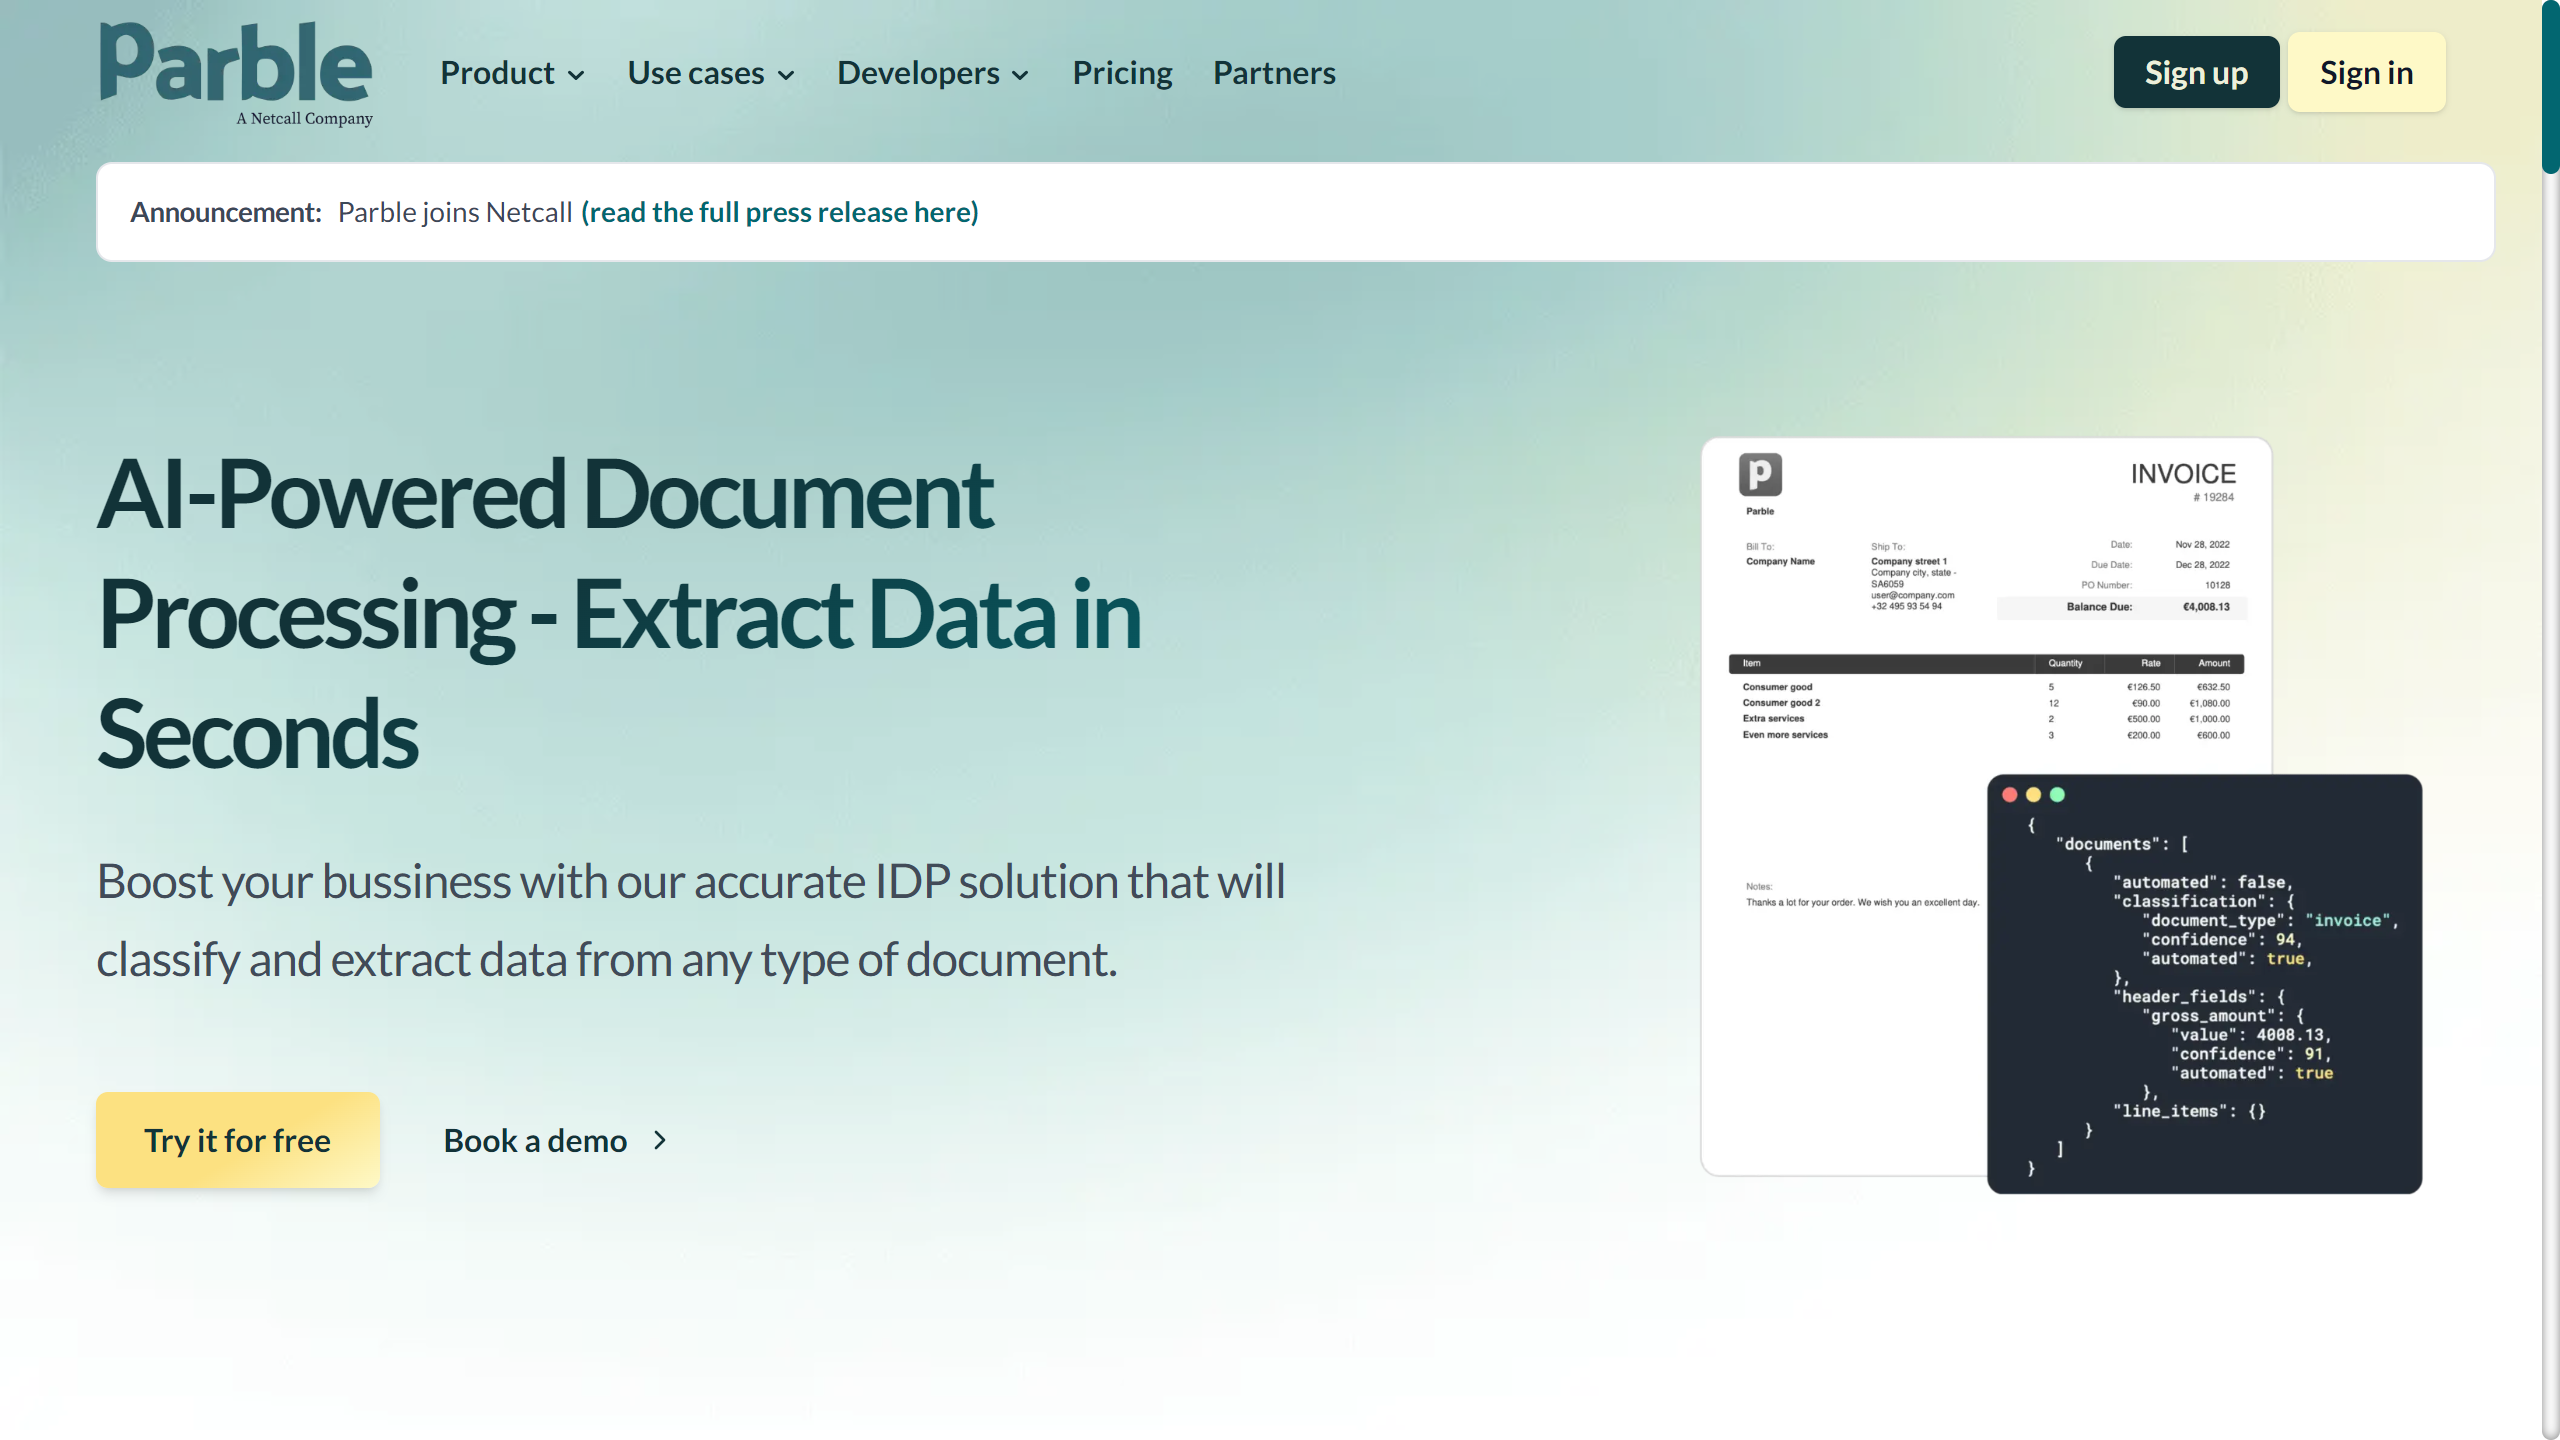 Parble
A Netcall Company
Product
Use cases
Developers
Pricing
Partners
Sign up
Sign in
Announcement: Parble joins Netcall (read the full press release here)
AI-Powered Document
Processing - Extract Data in
Seconds
Boost your bussiness with our accurate IDP solution that will
classify and extract data from any type of document.
Try it for free
Book a demo
p
Parble
INVOICE
# 19284
Bill To:
Company Name
Ship To:
Company street 1
Company city, state -
SA6059
user@company.com
+32 495 93 54 94
Date: Nov 28, 2022
Due Date: Dec 28, 2022
PO Number: 10128
Balance Due: €4,008.13
Item Quantity Rate Amount
Consumer good 5 €126.50 €632.50
Consumer good 2 12 €90.00 €1,080.00
Extra services 2 €500.00 €1,000.00
Even more services 3 €200.00 €600.00
Notes:
Thanks a lot for your order. We wish you an excellent day.
{
"documents": [
{
"automated": false,
"classification": {
"document_type": "invoice",
"confidence": 94,
"automated": true,
},
"header_fields": {
"gross_amount": {
"value": 4008.13,
"confidence": 91,
"automated": true
},
"line_items": {}
}
]
}